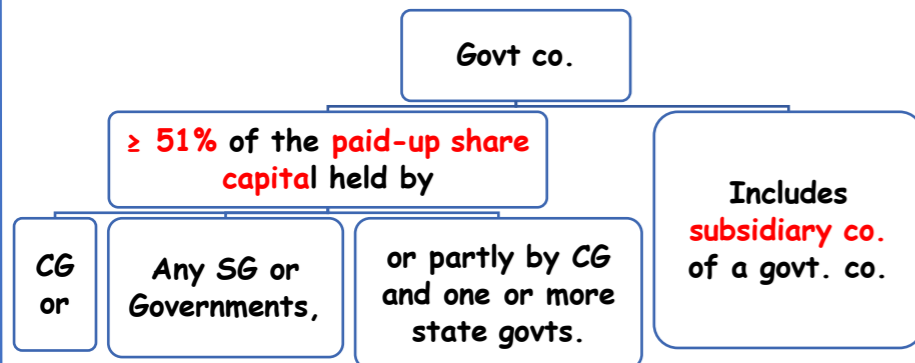 Govt co.
≥ 51% of the paid-up share
capital held by
Includes
subsidiary co.
of a govt. co.
CG
or
Any SG or
Governments,
or partly by CG
and one or more
state govts.